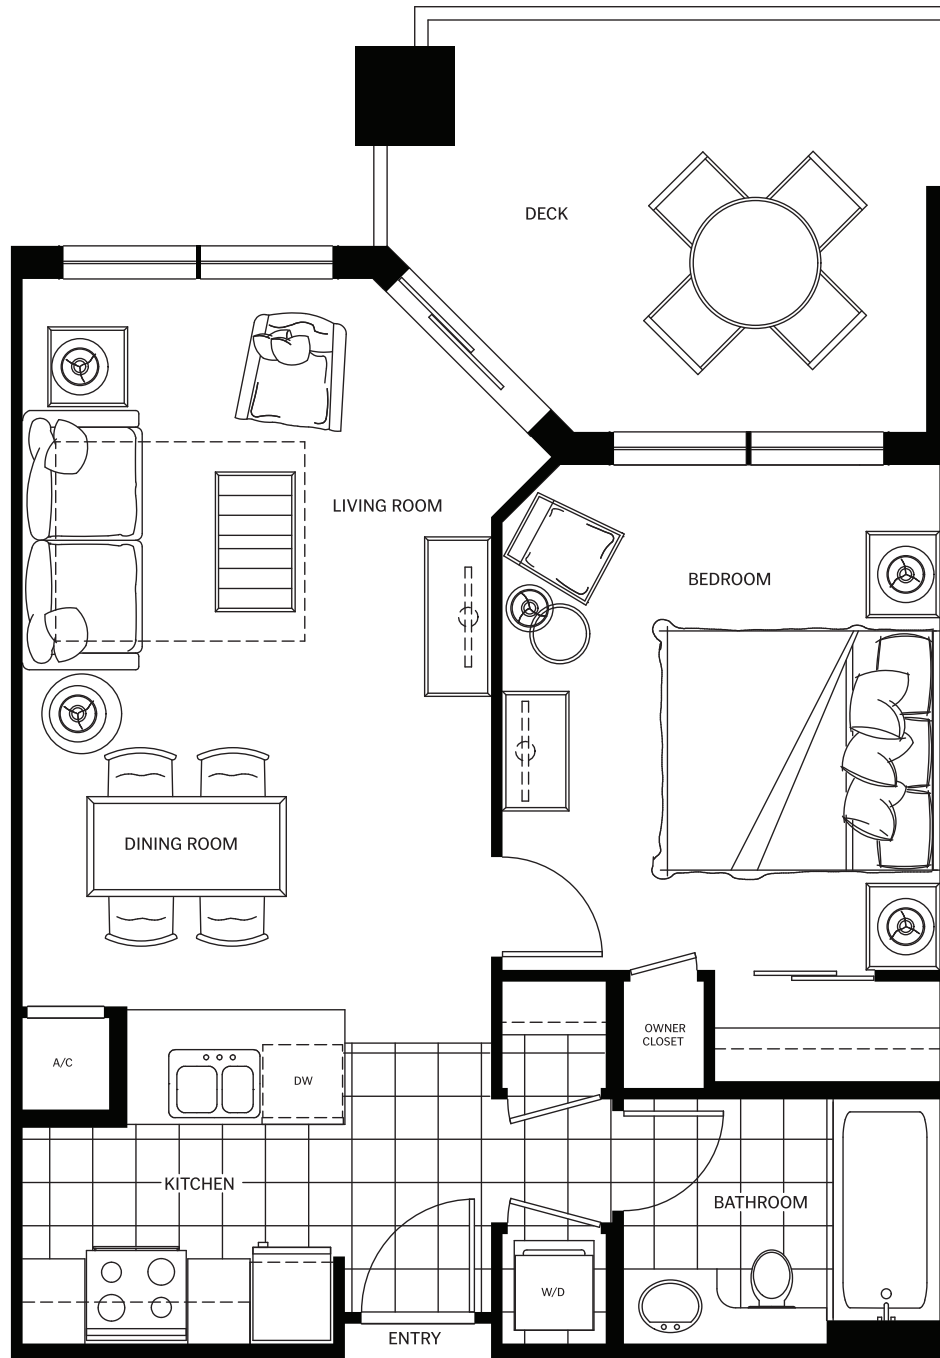 DECK
LIVING ROOM
BEDROOM
DINING ROOM
OWNER
CLOSET
A/C
DW
KITCHEN
BATHROOM
W/D
ENTRY